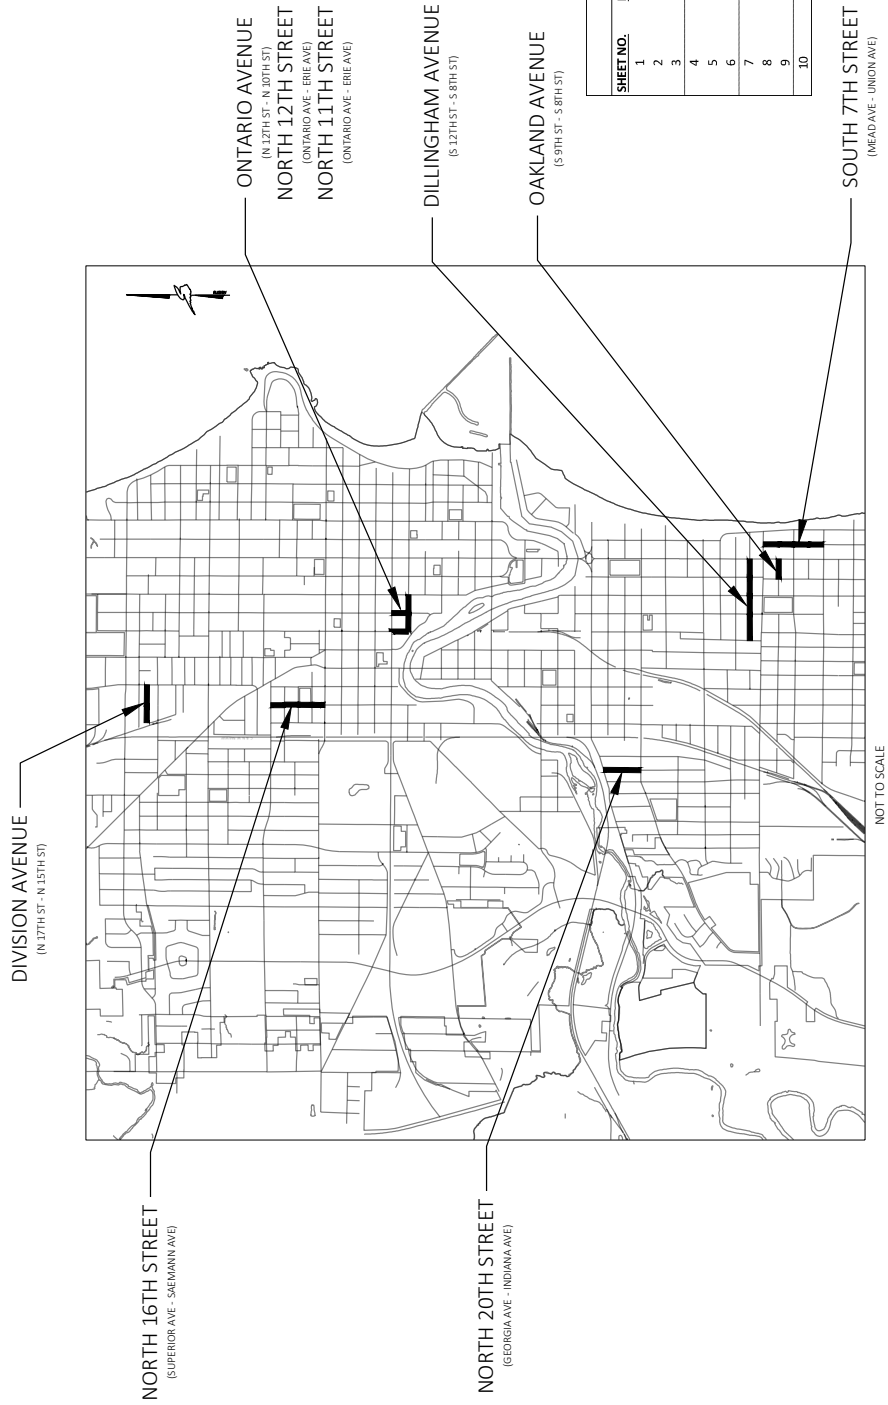 DIVISION AVENUE
(N 17TH ST - N 15TH ST)
NORTH 16TH STREET
(SUPERIOR AVE - SAEMANN AVE)
NORTH 20TH STREET
(GEORGIA AVE - INDIANA AVE)
ONTARIO AVENUE
(N 12TH ST - N 10TH ST)
NORTH 12TH STREET
(ONTARIO AVE - ERIE AVE)
NORTH 11TH STREET
(ONTARIO AVE - ERIE AVE)
DILLINGHAM AVENUE
(S 12TH ST - S 8TH ST)
OAKLAND AVENUE
(S 9TH ST - S 8TH ST)
SOUTH 7TH STREET
(MEAD AVE - UNION AVE)
SHEET NO.
1
2
3
4
5
6
7
8
9
10
NOT TO SCALE